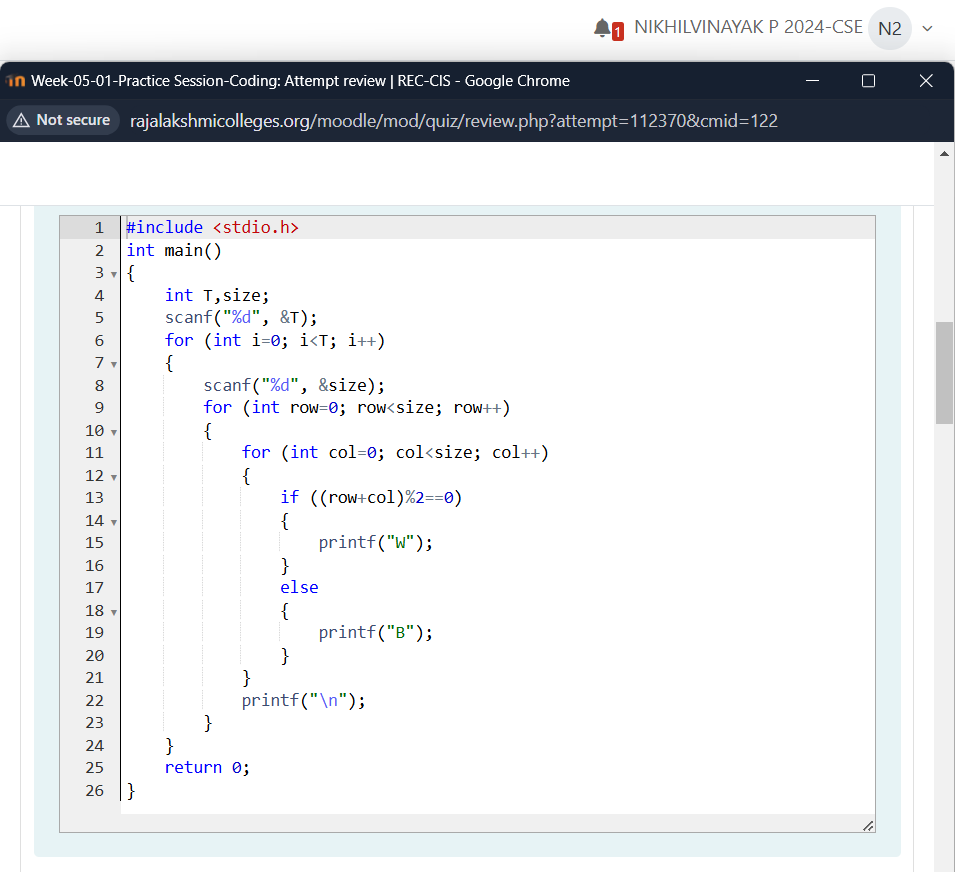 1 NIKHILVINAYAK P 2024-CSE N2
in Week-05-01-Practice Session-Coding: Attempt review | REC-CIS - Google Chrome
Not secure rajalakshmicolleges.org/moodle/mod/quiz/review.php?attempt=112370&cmid=122
1 #include <stdio.h>
2 int main()
3 {
4     int T,size;
5     scanf("%d", &T);
6     for (int i=0; i<T; i++)
7     {
8         scanf("%d", &size);
9         for (int row=0; row<size; row++)
10         {
11             for (int col=0; col<size; col++)
12             {
13                 if ((row+col)%2==0)
14                 {
15                     printf("W");
16                 }
17                 else
18                 {
19                     printf("B");
20                 }
21             }
22             printf("\n");
23         }
24     }
25     return 0;
26 }